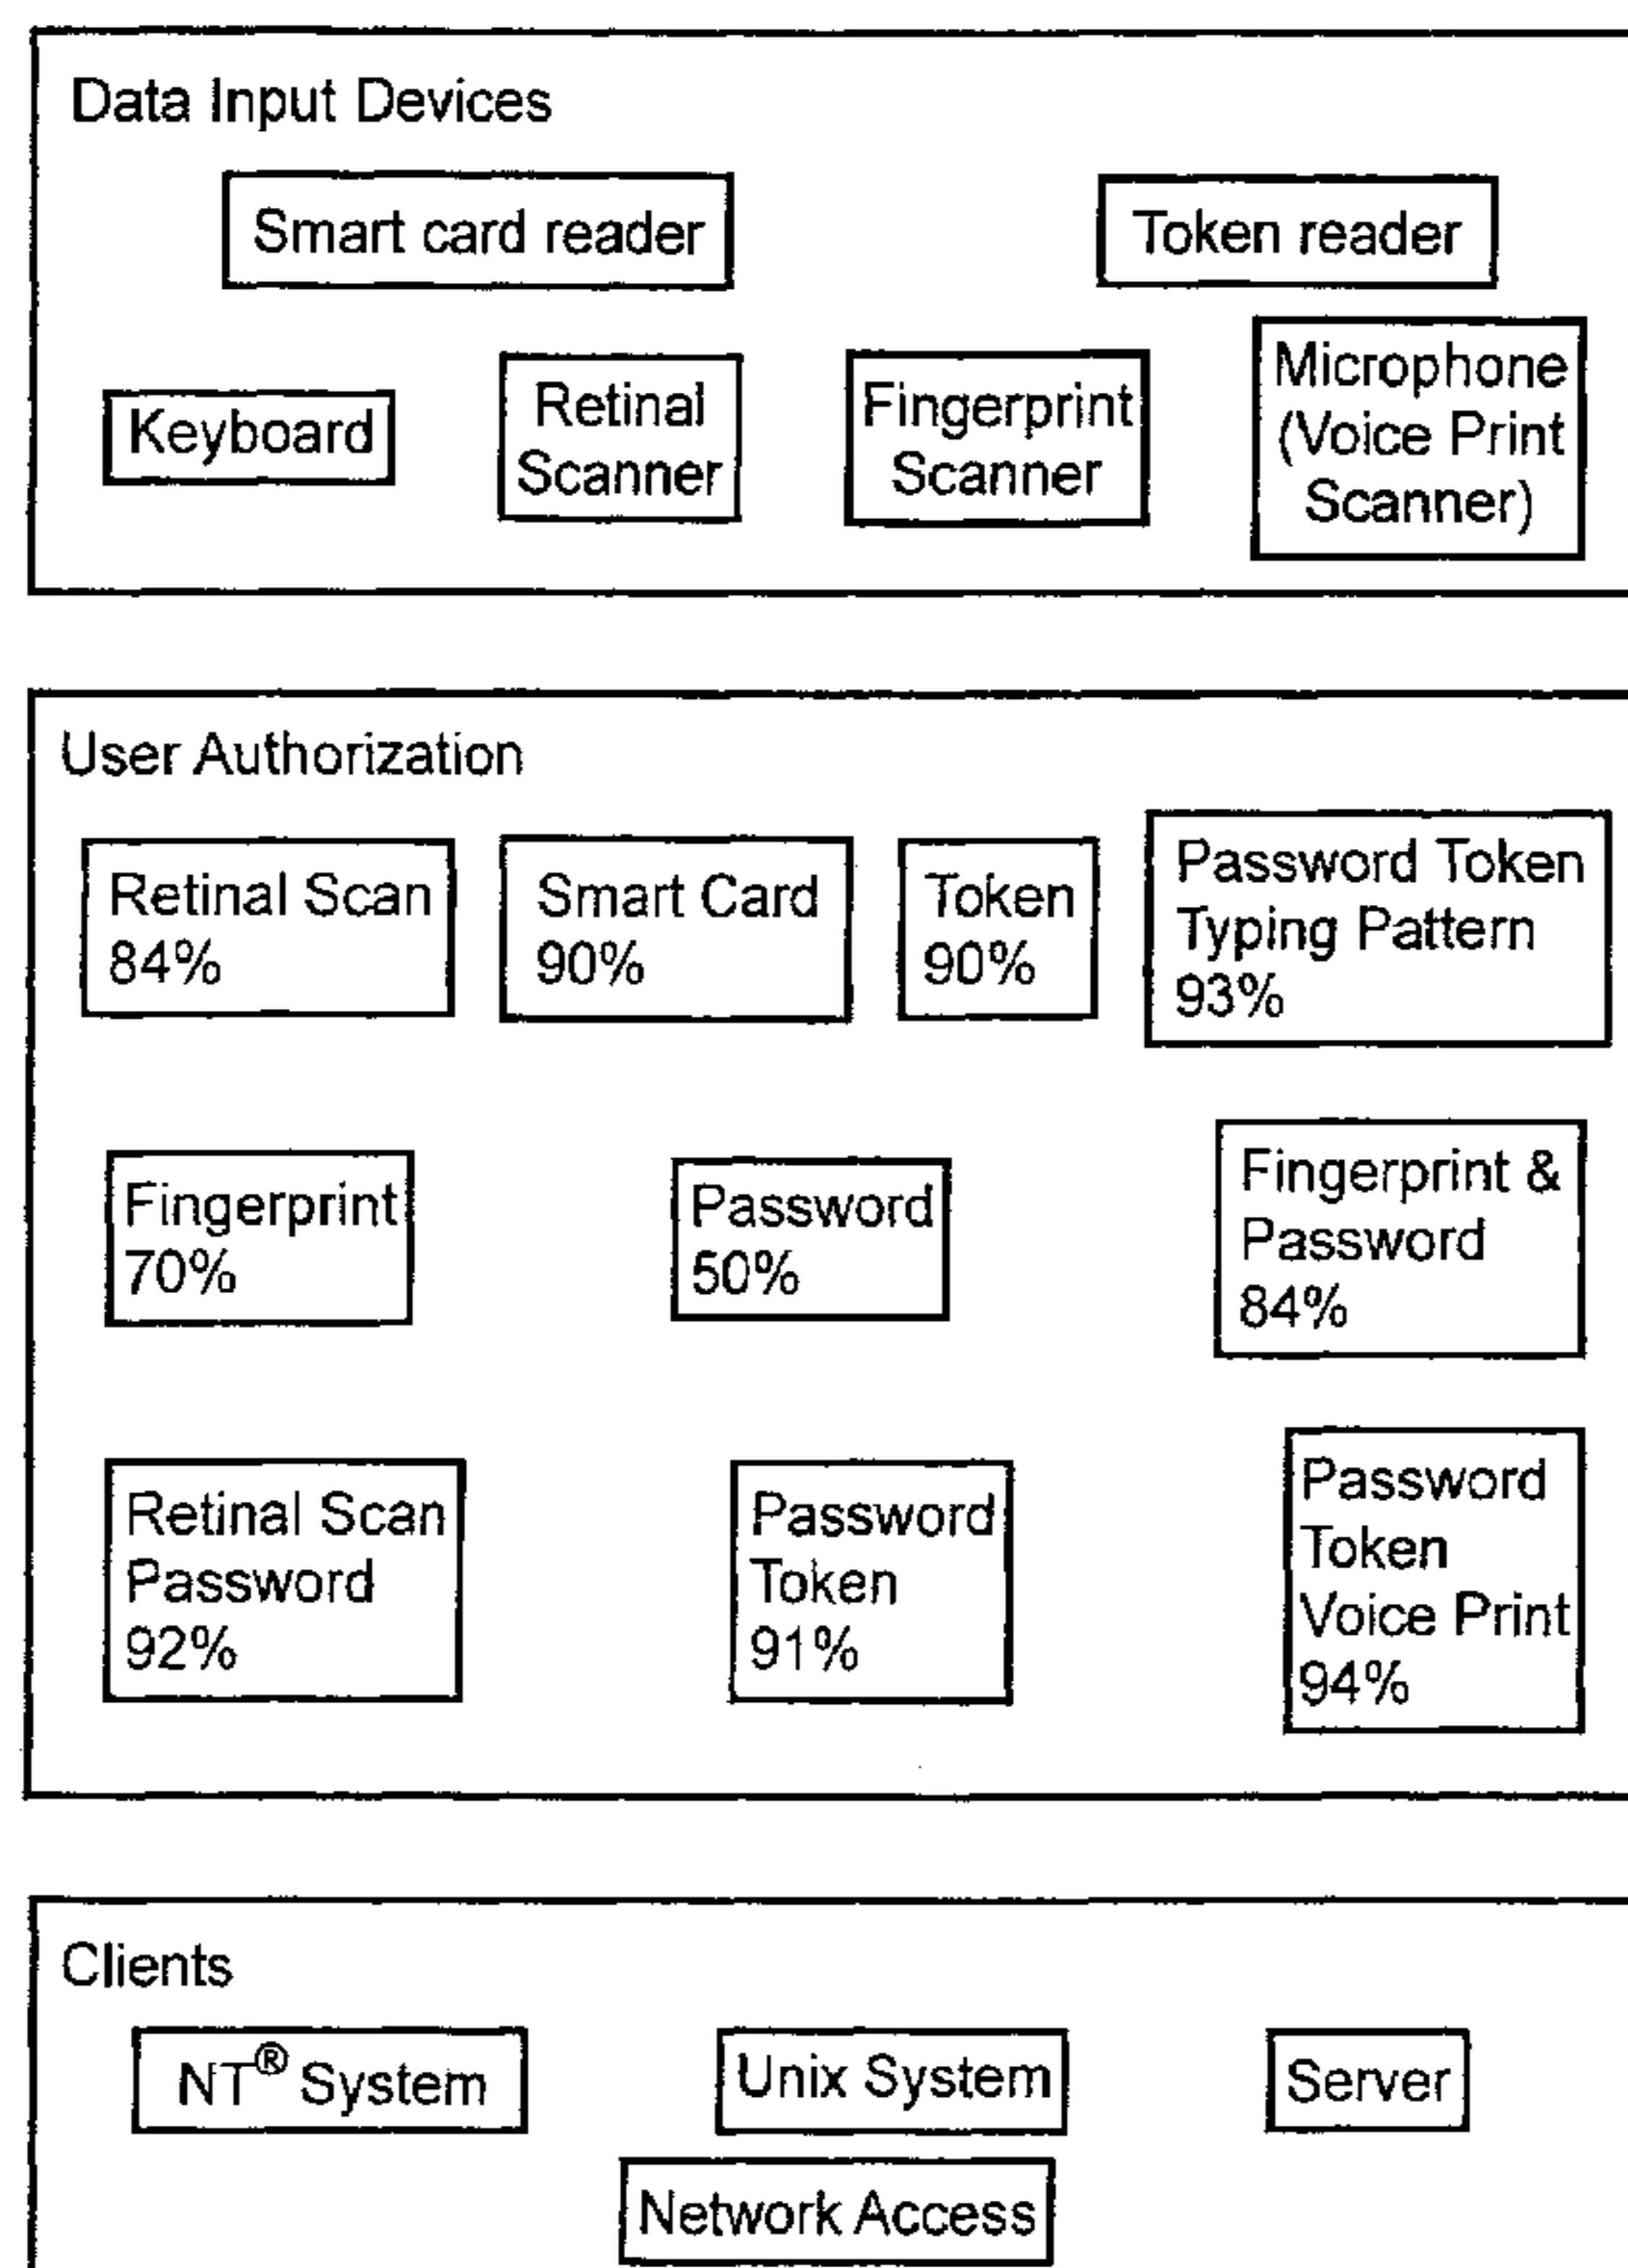 Data Input Devices
Smart card reader
Token reader
Keyboard
Retinal
Scanner
Fingerprint
Scanner
Microphone
(Voice Print
Scanner)
User Authorization
Retinal Scan
84%
Smart Card
90%
Token
90%
Password Token
Typing Pattern
93%
Fingerprint
70%
Password
50%
Fingerprint &
Password
84%
Retinal Scan
Password
92%
Password
Token
91%
Password
Token
Voice Print
94%
Clients
NT® System
Unix System
Server
Network Access